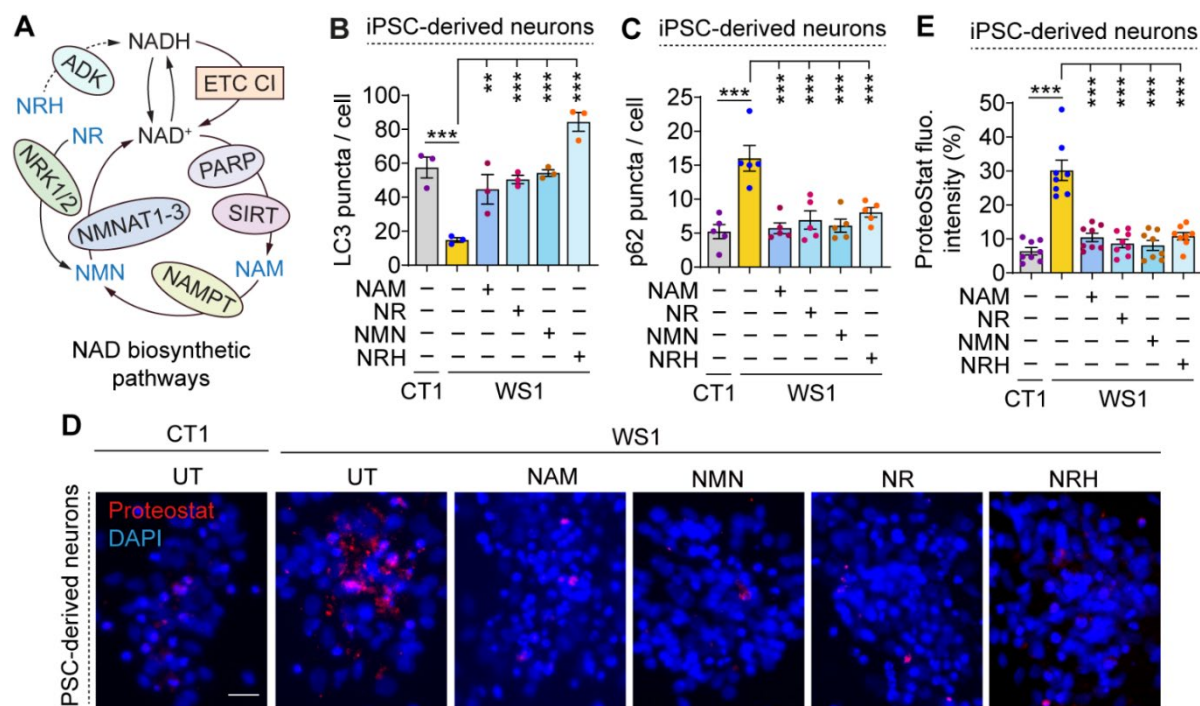 A
NADH
ADK
NRH
ETC CI
NR
NAD+
NRK1/2
PARP
NMNAT1-3
SIRT
NMN
NAM
NAMPT
NAD biosynthetic
pathways
B
iPSC-derived neurons
***
** *** *** ***
LC3 puncta / cell
100
80
60
40
20
0
NAM – – + – – –
NR – – – + – –
NMN – – – – + –
NRH – – – – – +
CT1 WS1
C
iPSC-derived neurons
***
*** *** *** ***
p62 puncta / cell
25
20
15
10
5
0
NAM – – + – – –
NR – – – + – –
NMN – – – – + –
NRH – – – – – +
CT1 WS1
E
iPSC-derived neurons
***
*** *** *** ***
ProteoStat fluo.
intensity (%)
50
40
30
20
10
0
NAM – – + – – –
NR – – – + – –
NMN – – – – + –
NRH – – – – – +
CT1 WS1
D
CT1 WS1
UT UT NAM NMN NR NRH
PSC-derived neurons
Proteostat
DAPI